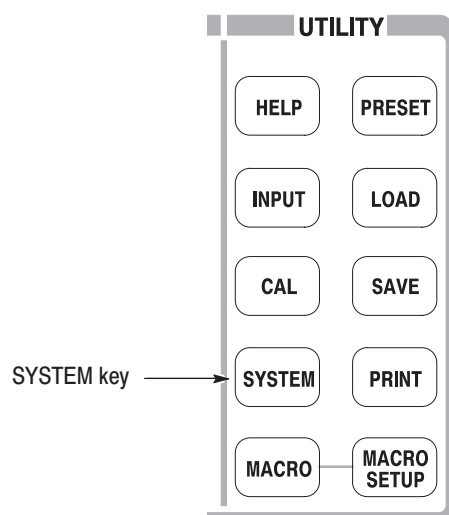 UTILITY
HELP
PRESET
INPUT
LOAD
CAL
SAVE
SYSTEM key
SYSTEM
PRINT
MACRO
MACRO
SETUP